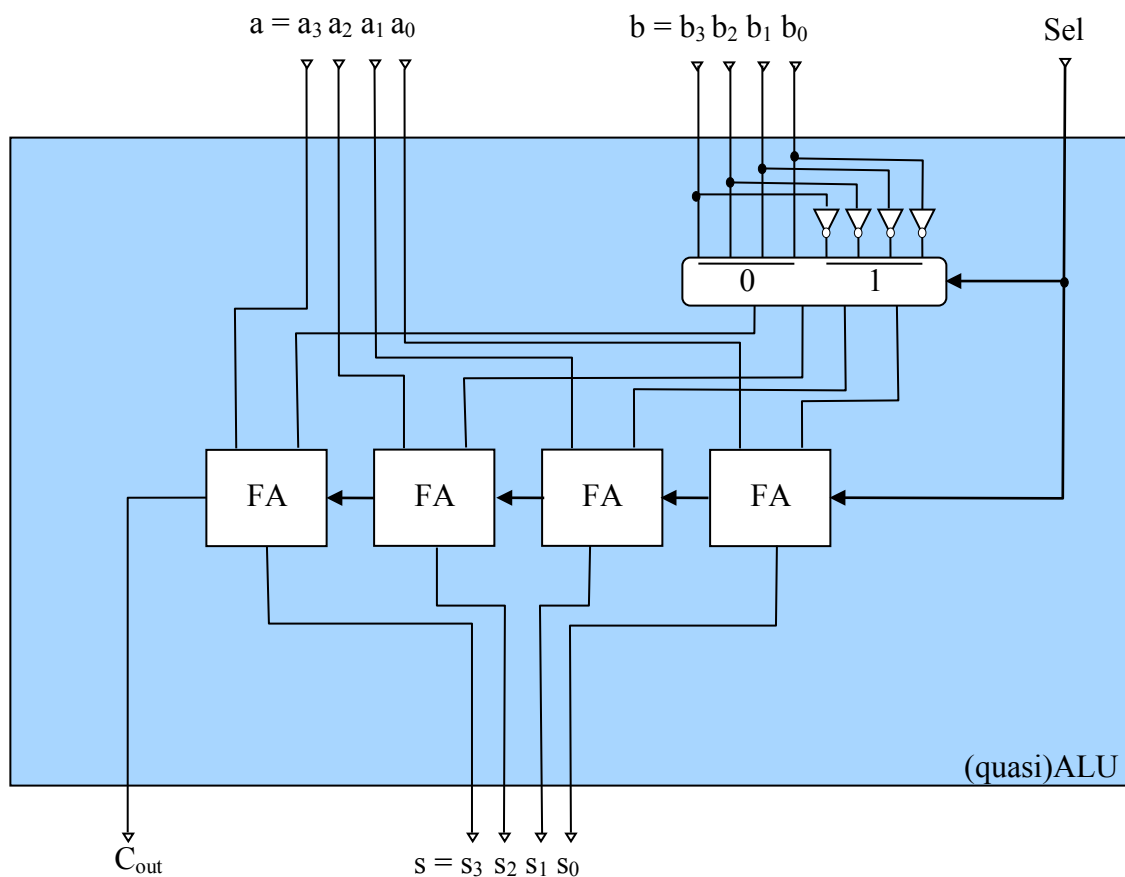 a = a₃ a₂ a₁ a₀ b = b₃ b₂ b₁ b₀ Sel
0 1
FA FA FA FA
(quasi)ALU
Cout s = s₃ s₂ s₁ s₀